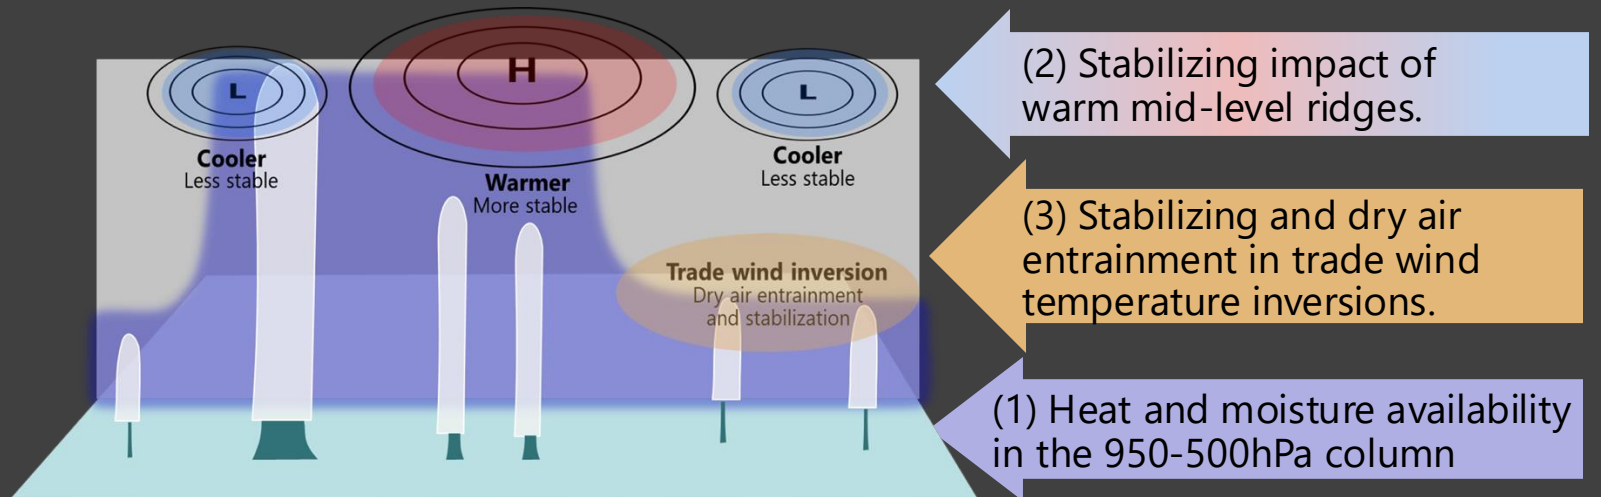 L
H
L
Cooler
Less stable
Warmer
More stable
Cooler
Less stable
Trade wind inversion
Dry air entrainment
and stabilization
(2) Stabilizing impact of
warm mid-level ridges.
(3) Stabilizing and dry air
entrainment in trade wind
temperature inversions.
(1) Heat and moisture availability
in the 950-500hPa column